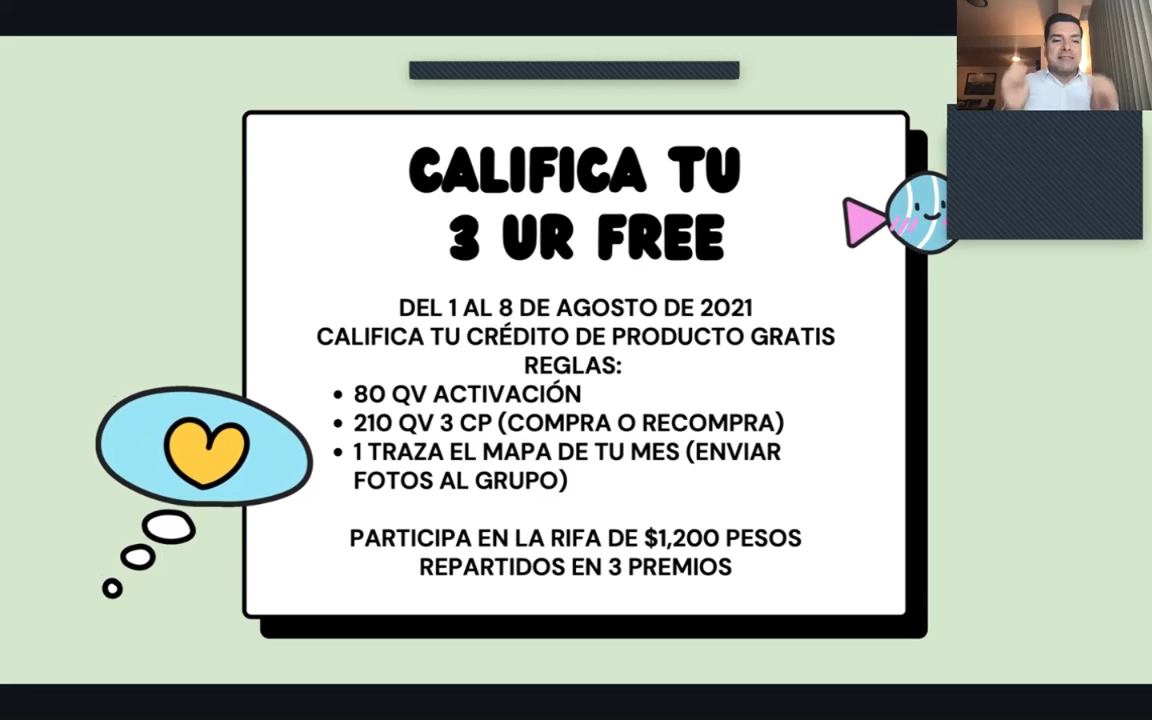 CALIFICA TU
3 UR FREE
DEL 1 AL 8 DE AGOSTO DE 2021
CALIFICA TU CRÉDITO DE PRODUCTO GRATIS
REGLAS:
• 80 QV ACTIVACIÓN
• 210 QV 3 CP (COMPRA O RECOMPRA)
• 1 TRAZA EL MAPA DE TU MES (ENVIAR
FOTOS AL GRUPO)
PARTICIPA EN LA RIFA DE $1,200 PESOS
REPARTIDOS EN 3 PREMIOS